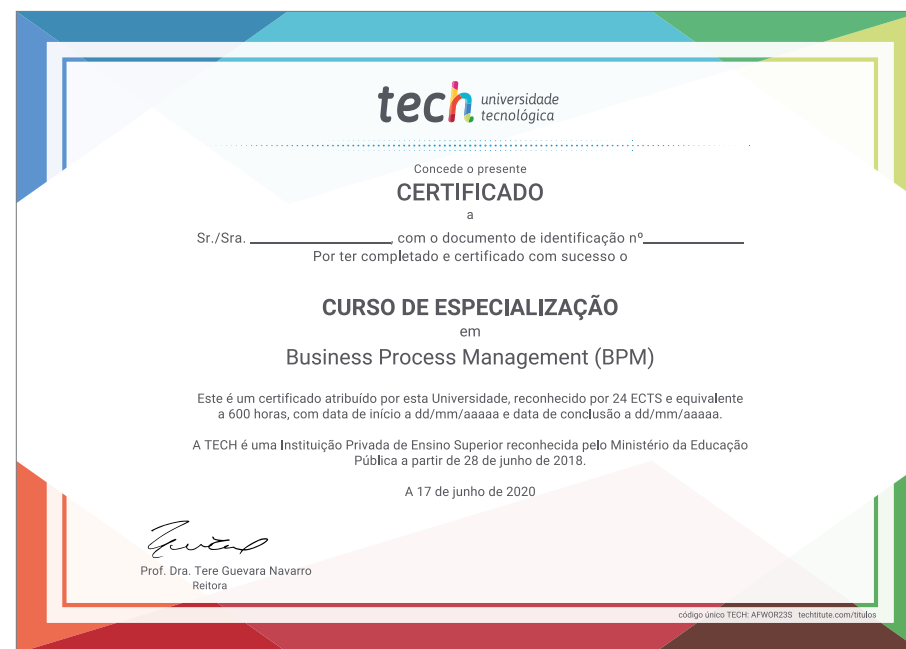 tech universidade
tecnológica
Concede o presente
CERTIFICADO
a
Sr./Sra. ____________________, com o documento de identificação nº______________
Por ter completado e certificado com sucesso o
CURSO DE ESPECIALIZAÇÃO
em
Business Process Management (BPM)
Este é um certificado atribuído por esta Universidade, reconhecido por 24 ECTS e equivalente
a 600 horas, com data de início a dd/mm/aaaaa e data de conclusão a dd/mm/aaaaa.
A TECH é uma Instituição Privada de Ensino Superior reconhecida pelo Ministério da Educação
Pública a partir de 28 de junho de 2018.
A 17 de junho de 2020
Prof. Dra. Tere Guevara Navarro
Reitora
código único TECH: AFWOR23S techtitute.com/titulos